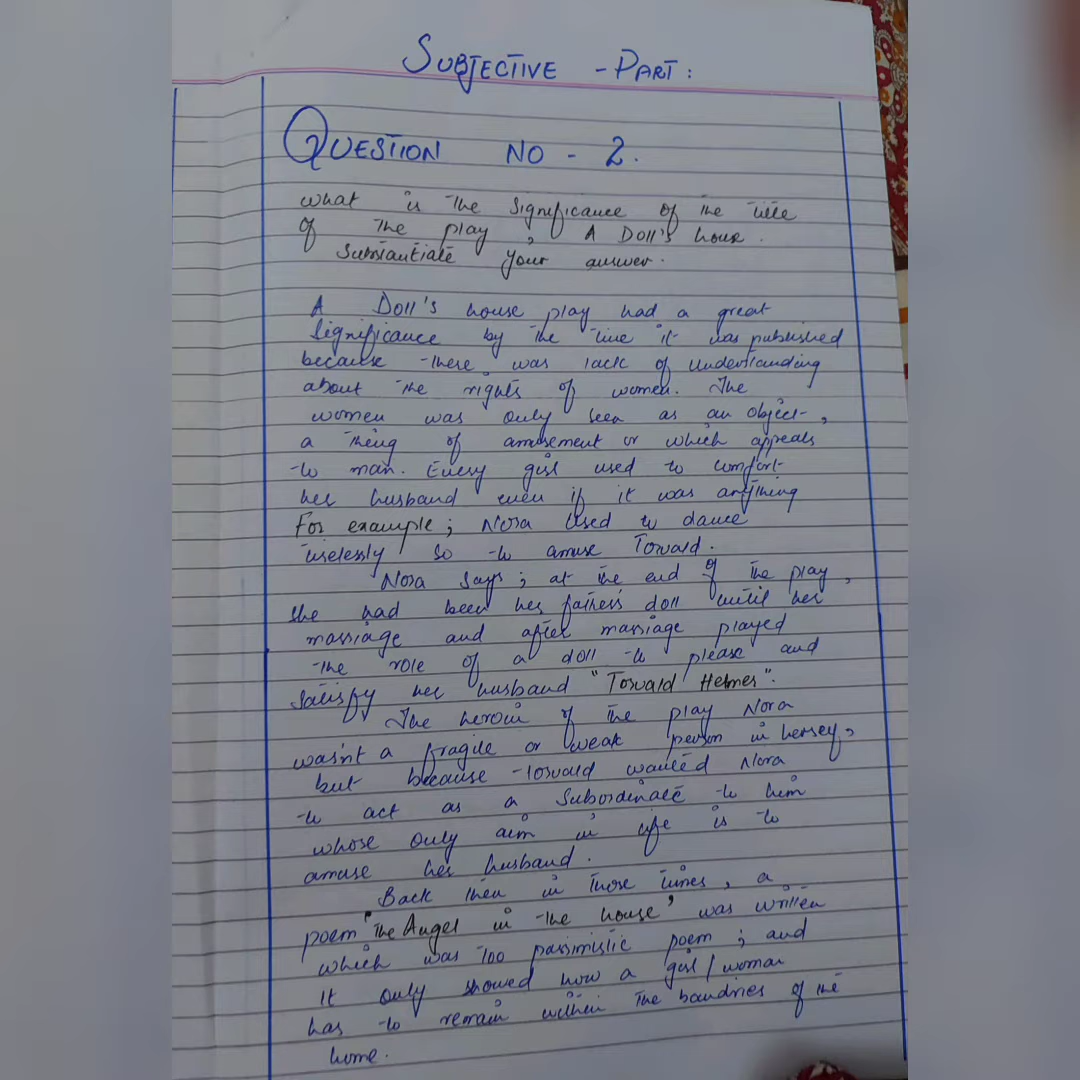 SUBJECTIVE - PART:
QUESTION NO - 2.
what is the significance of the title
of the play, A Doll's house.
Substantiate your answer.
A Doll's house play had a great
significance by the time it was published
because there was lack of understanding
about the rights of women. The
women was only seen as an object,
a thing of amusement or which appeals
to man. Every girl used to comfort
her husband even if it was anything
For example; Nora used to dance
uselessly so to amuse Torvald.
Nora says; at the end of the play,
she had been her father's doll until her
marriage and after marriage played
the role of a doll to please and
satisfy her husband "Torvald Helmer".
The heroin of the play Nora
wasn't a fragile or weak person in hersey,
but because Torvald wanted Nora
to act as a subordinate to him
whose only aim in life is to
amuse her husband.
Back then in those times, a
poem "The Angel in the house" was written
which was too passimistic poem; and
it only showed how a girl/woman
has to remain within the boundries of the
home.